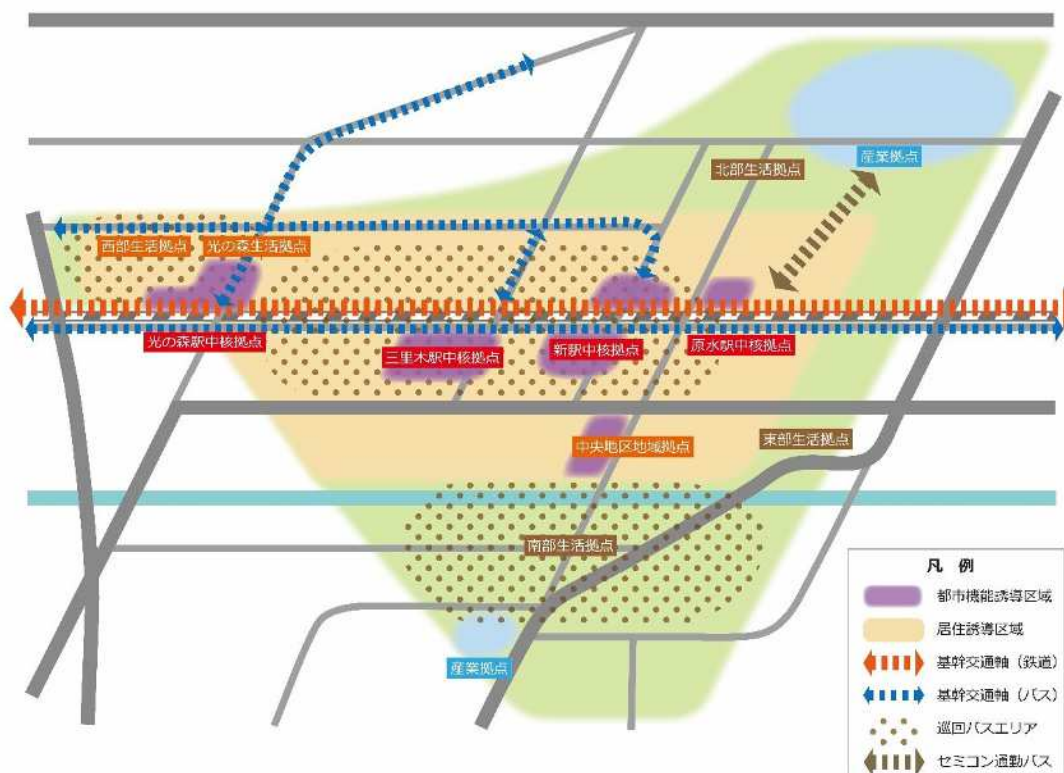 産業拠点
北部生活拠点
西部生活拠点
光の森生活拠点
光の森駅中核拠点
三里木駅中核拠点
新駅中核拠点
原水駅中核拠点
中央地区地域拠点
東部生活拠点
南部生活拠点
産業拠点
凡 例
都市機能誘導区域
居住誘導区域
基幹交通軸（鉄道）
基幹交通軸（バス）
巡回バスエリア
セミコン通勤バス